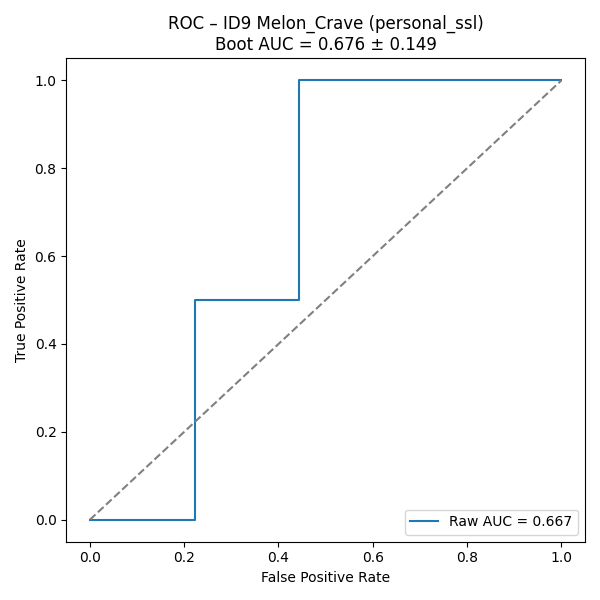 ROC – ID9 Melon_Crave (personal_ssl)
Boot AUC = 0.676 ± 0.149
True Positive Rate
1.0
0.8
0.6
0.4
0.2
0.0
Raw AUC = 0.667
0.0 0.2 0.4 0.6 0.8 1.0
False Positive Rate